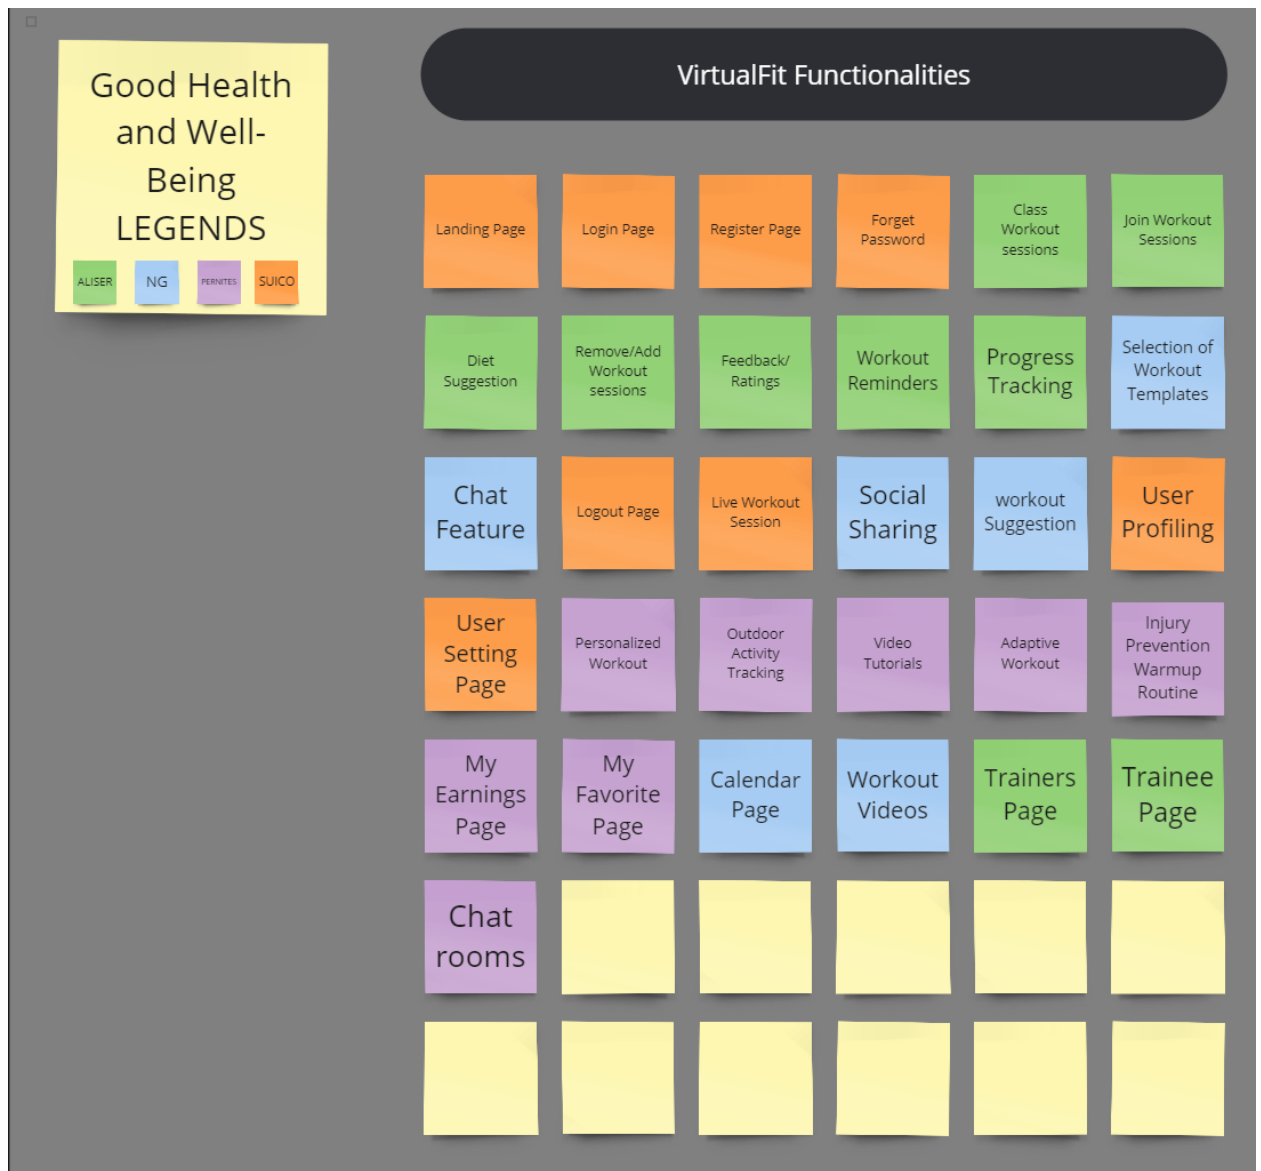 Good Health
and Well-
Being
LEGENDS
ALISER
NG
PERNITES
SUICO
VirtualFit Functionalities
Landing Page
Login Page
Register Page
Forget
Password
Class
Workout
sessions
Join Workout
Sessions
Diet
Suggestion
Remove/Add
Workout
sessions
Feedback/
Ratings
Workout
Reminders
Progress
Tracking
Selection of
Workout
Templates
Chat
Feature
Logout Page
Live Workout
Session
Social
Sharing
workout
Suggestion
User
Profiling
User
Setting
Page
Personalized
Workout
Outdoor
Activity
Tracking
Video
Tutorials
Adaptive
Workout
Injury
Prevention
Warmup
Routine
My
Earnings
Page
My
Favorite
Page
Calendar
Page
Workout
Videos
Trainers
Page
Trainee
Page
Chat
rooms